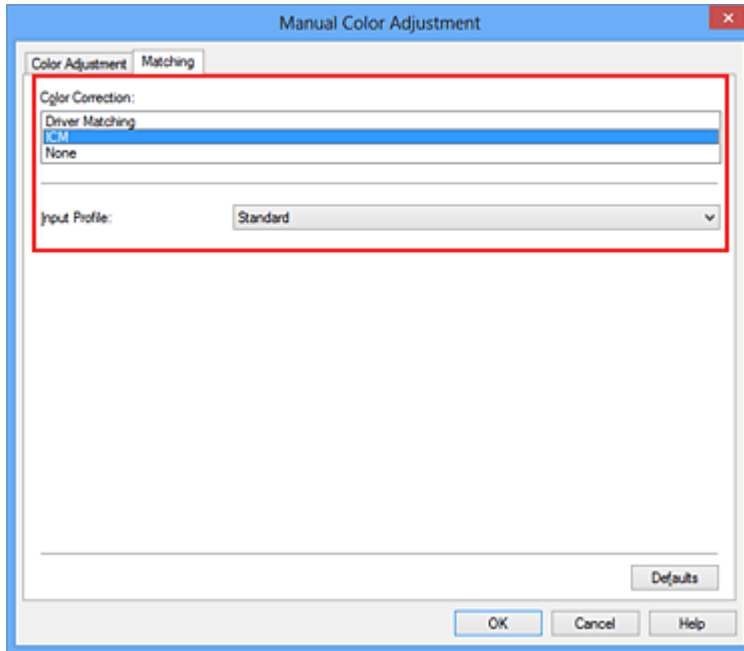 Manual Color Adjustment
Color Adjustment Matching
Color Correction:
Driver Matching
ICM
None
Input Profile: Standard
Defaults
OK Cancel Help